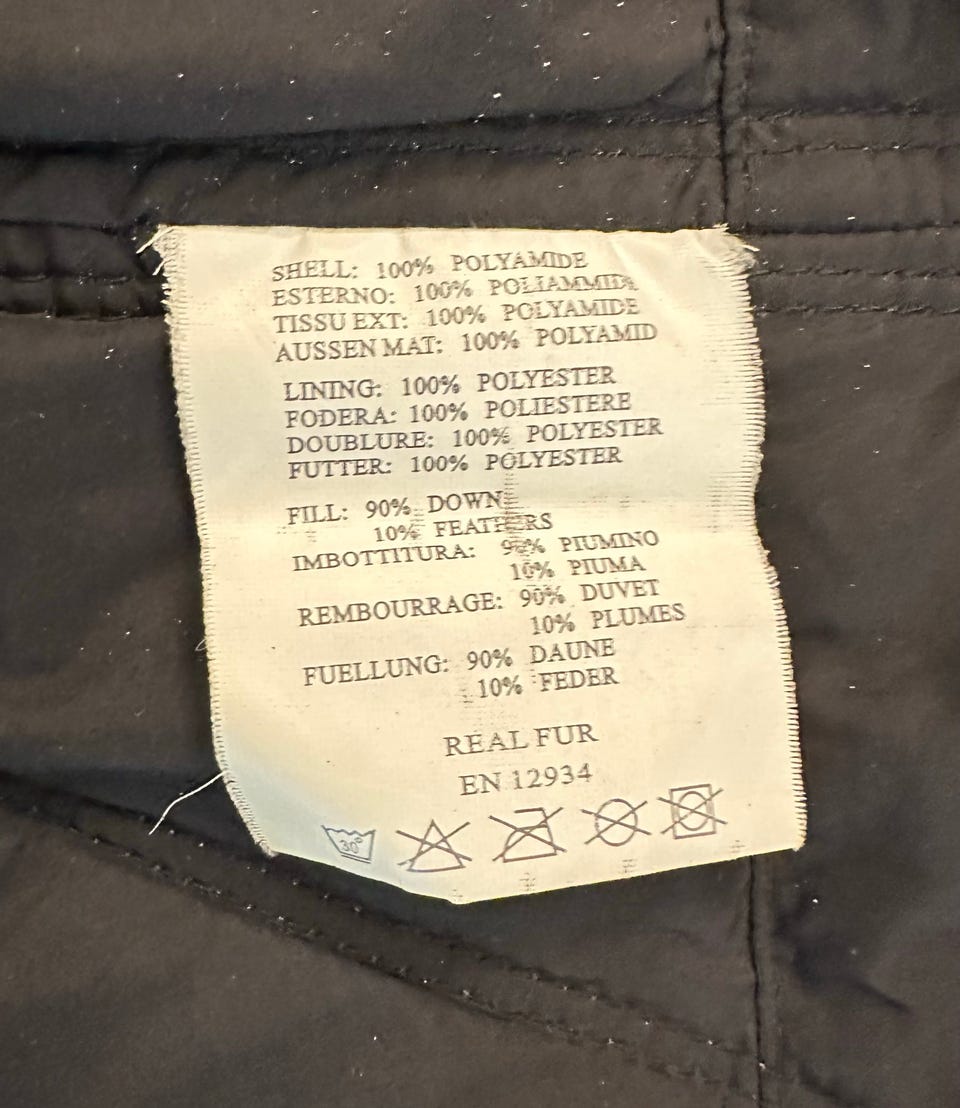 SHELL: 100% POLYAMIDE
ESTERNO: 100% POLIAMMIDE
TISSU EXT: 100% POLYAMIDE
AUSSEN MAT: 100% POLYAMID
LINING: 100% POLYESTER
FODERA: 100% POLIESTERE
DOUBLURE: 100% POLYESTER
FUTTER: 100% POLYESTER
FILL: 90% DOWN
10% FEATHERS
IMBOTTITURA: 90% PIUMINO
10% PIUMA
REMBOURRAGE: 90% DUVET
10% PLUMES
FUELLUNG: 90% DAUNE
10% FEDER
REAL FUR
EN 12934
30°